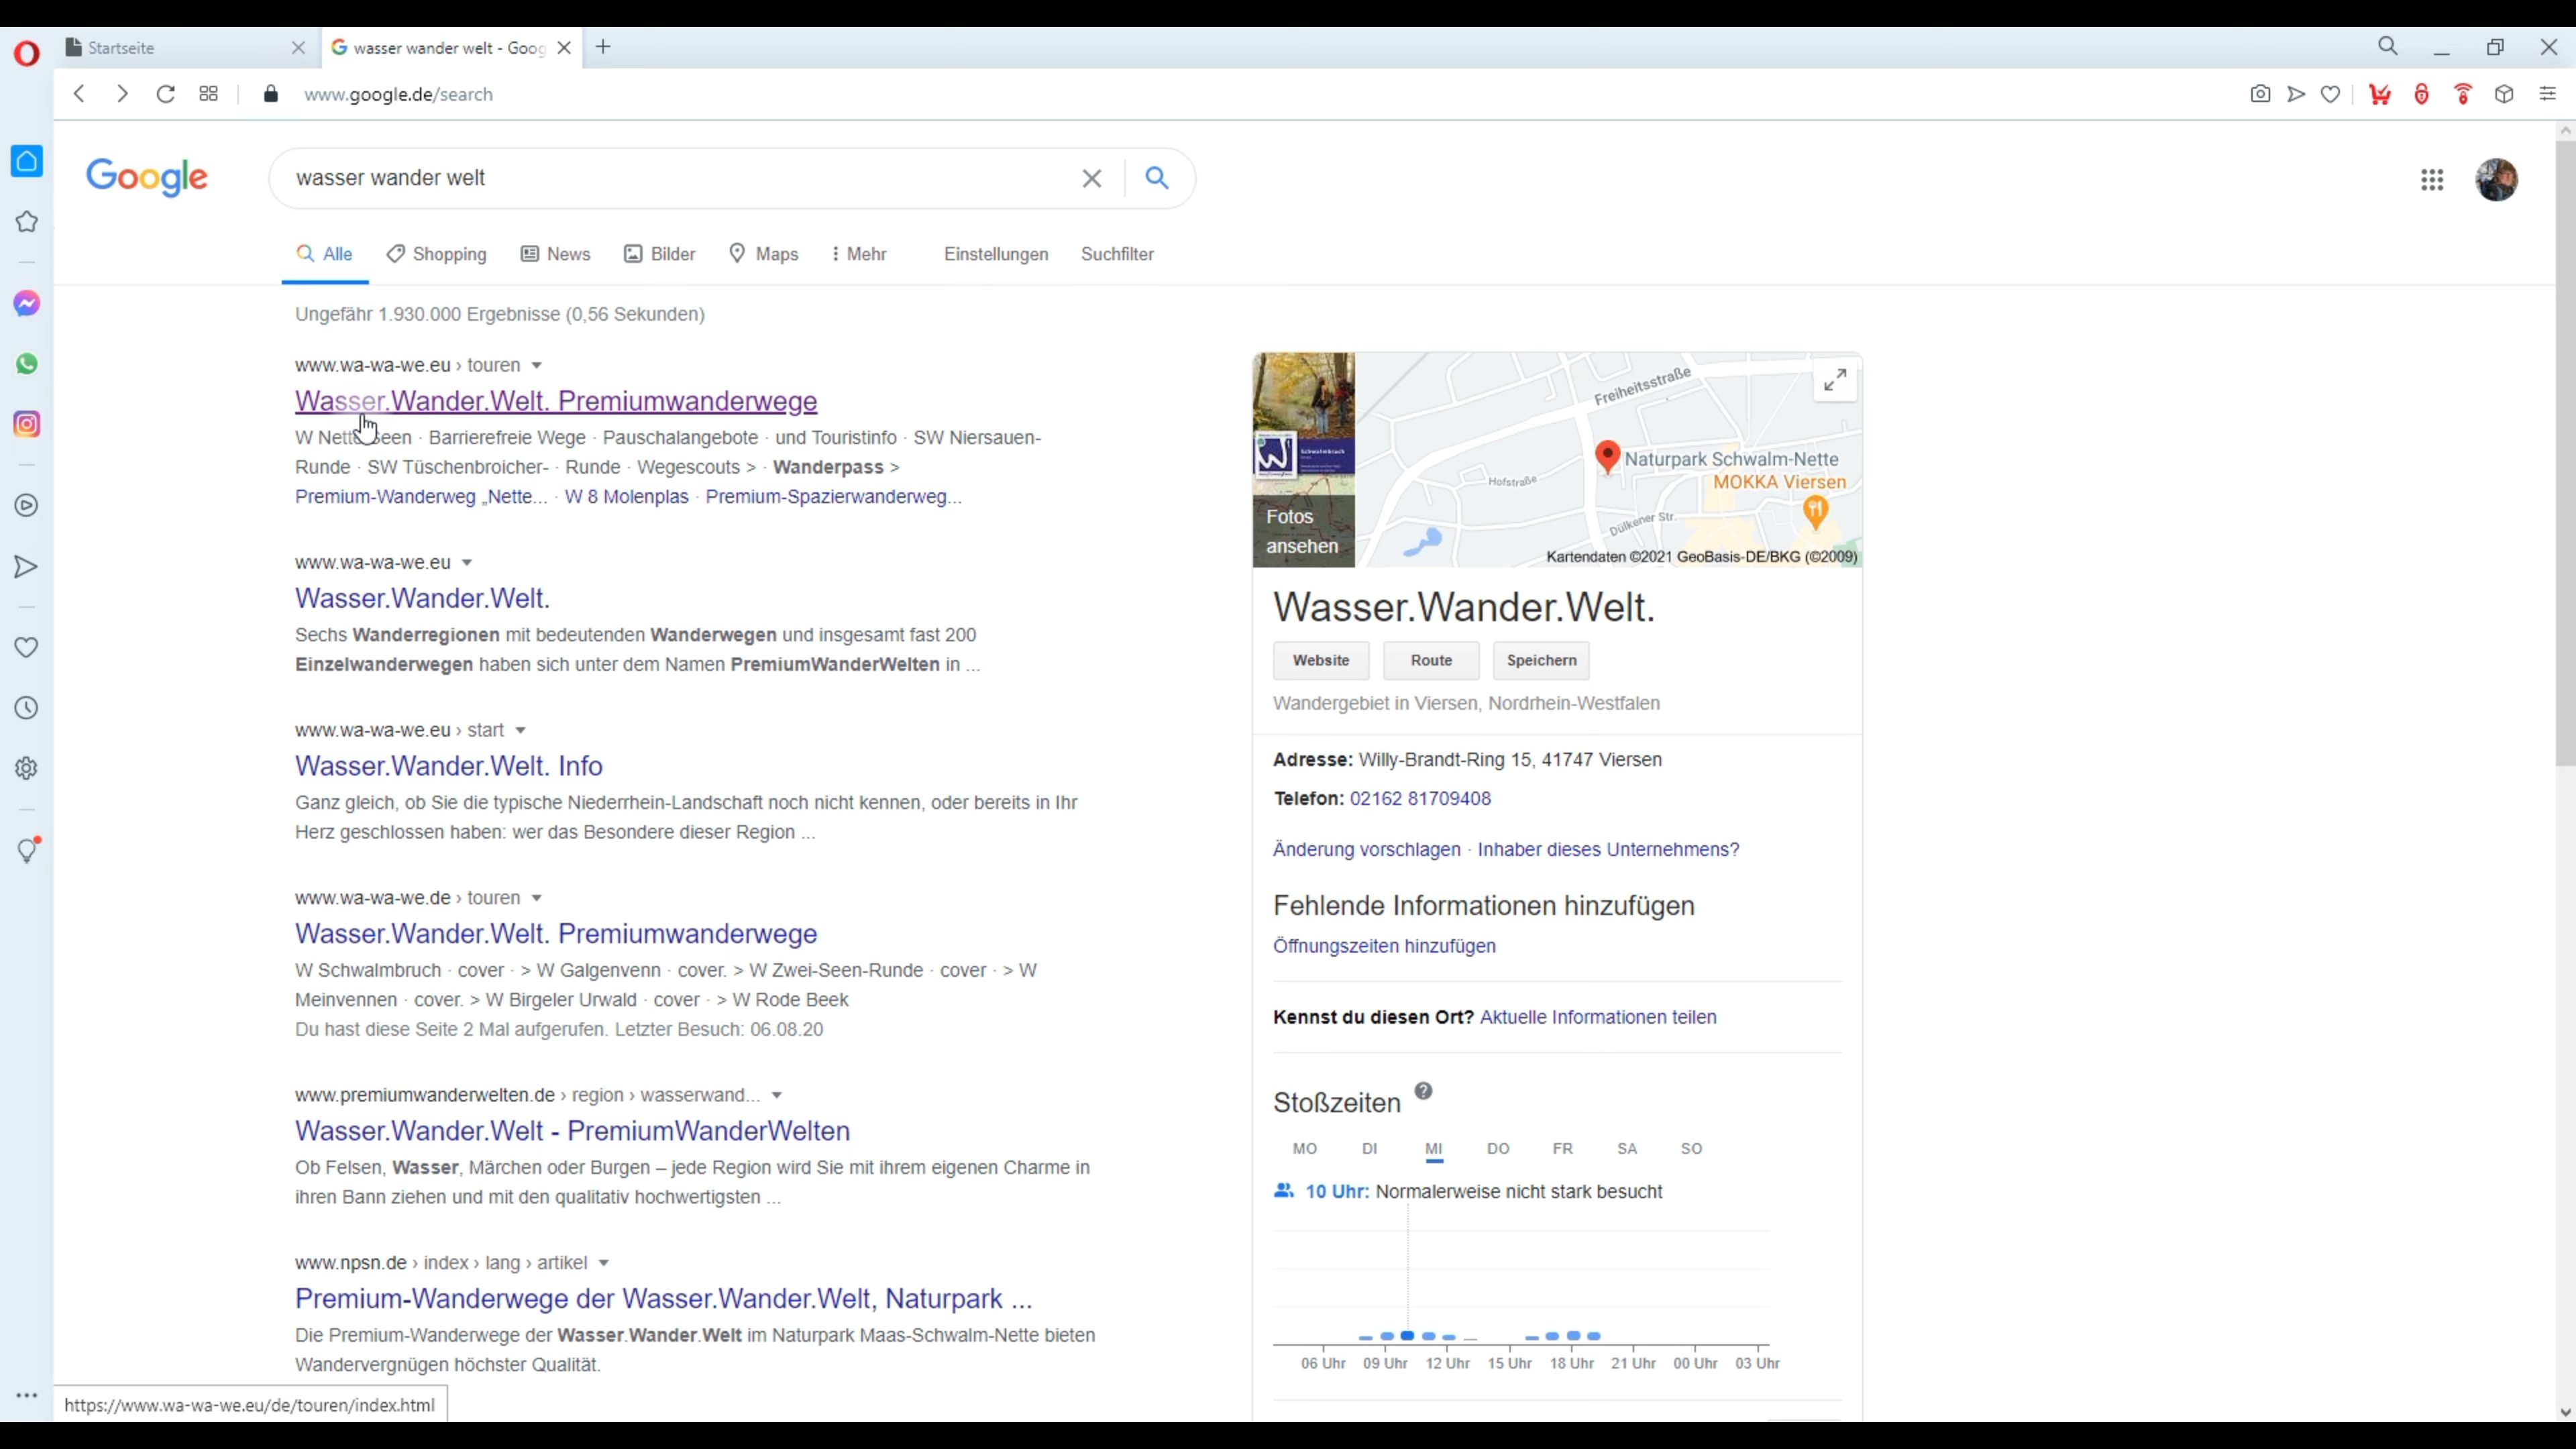 Startseite
wasser wander welt - Goog
www.google.de/search
Google
wasser wander welt
Alle
Shopping
News
Bilder
Maps
Mehr
Einstellungen
Suchfilter
Ungefähr 1.930.000 Ergebnisse (0,56 Sekunden)
www.wa-wa-we.eu › touren
Wasser.Wander.Welt. Premiumwanderwege
W Nette Seen · Barrierefreie Wege · Pauschalangebote · und Touristinfo · SW Niersauen-
Runde · SW Tüschenbroicher- · Runde · Wegescouts > · Wanderpass >
Premium-Wanderweg „Nette... · W 8 Molenplas · Premium-Spazierwanderweg...
www.wa-wa-we.eu
Wasser.Wander.Welt.
Sechs Wanderregionen mit bedeutenden Wanderwegen und insgesamt fast 200
Einzelwanderwegen haben sich unter dem Namen PremiumWanderWelten in ...
www.wa-wa-we.eu › start
Wasser.Wander.Welt. Info
Ganz gleich, ob Sie die typische Niederrhein-Landschaft noch nicht kennen, oder bereits in Ihr
Herz geschlossen haben: wer das Besondere dieser Region ...
www.wa-wa-we.de › touren
Wasser.Wander.Welt. Premiumwanderwege
W Schwalmbruch · cover · > W Galgenvenn · cover. > W Zwei-Seen-Runde · cover · > W
Meinvennen · cover. > W Birgeler Urwald · cover · > W Rode Beek
Du hast diese Seite 2 Mal aufgerufen. Letzter Besuch: 06.08.20
www.premiumwanderwelten.de › region › wasserwand...
Wasser.Wander.Welt - PremiumWanderWelten
Ob Felsen, Wasser, Märchen oder Burgen – jede Region wird Sie mit ihrem eigenen Charme in
ihren Bann ziehen und mit den qualitativ hochwertigsten ...
www.npsn.de › index › lang › artikel
Premium-Wanderwege der Wasser.Wander.Welt, Naturpark ...
Die Premium-Wanderwege der Wasser.Wander.Welt im Naturpark Maas-Schwalm-Nette bieten
Wandervergnügen höchster Qualität.
https://www.wa-wa-we.eu/de/touren/index.html
Schwalmbruch
Fotos
ansehen
Freiheitsstraße
Naturpark Schwalm-Nette
MOKKA Viersen
Hofstraße
Dülkener Str.
Kartendaten ©2021 GeoBasis-DE/BKG (©2009)
Wasser.Wander.Welt.
Website
Route
Speichern
Wandergebiet in Viersen, Nordrhein-Westfalen
Adresse: Willy-Brandt-Ring 15, 41747 Viersen
Telefon: 02162 81709408
Änderung vorschlagen · Inhaber dieses Unternehmens?
Fehlende Informationen hinzufügen
Öffnungszeiten hinzufügen
Kennst du diesen Ort? Aktuelle Informationen teilen
Stoßzeiten
MO DI MI DO FR SA SO
10 Uhr: Normalerweise nicht stark besucht
06 Uhr 09 Uhr 12 Uhr 15 Uhr 18 Uhr 21 Uhr 00 Uhr 03 Uhr